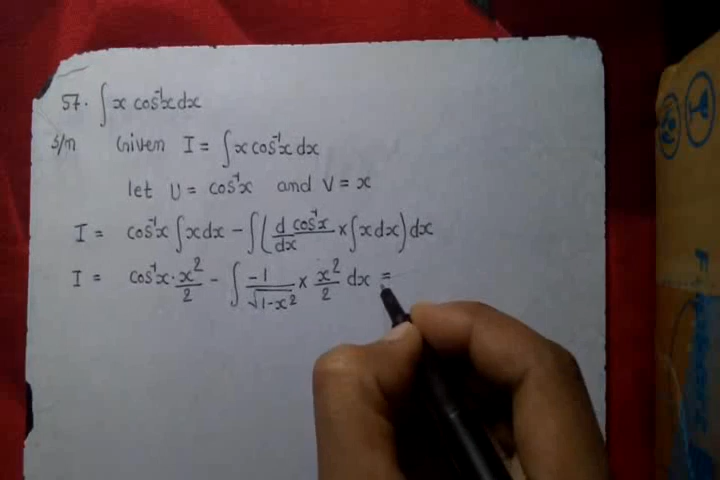 57. ∫ x cos⁻¹x dx
S/n Given I = ∫ x cos⁻¹x dx
let U = cos⁻¹x and V = x
I = cos⁻¹x ∫ x dx - ∫ ( d/dx cos⁻¹x × ∫ x dx ) dx
I = cos⁻¹x · x²/2 - ∫ -1/√1-x² × x²/2 dx =